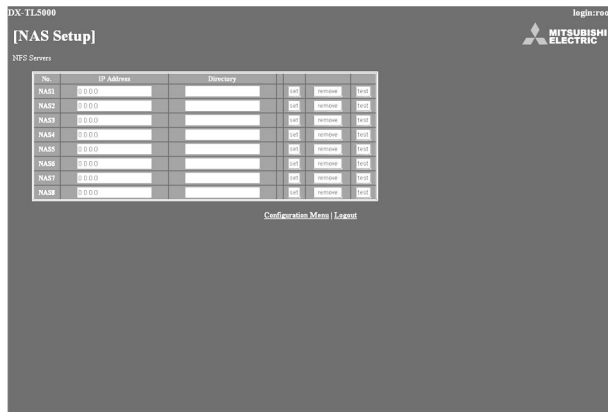 DX-TL5000 login:roo
[NAS Setup] MITSUBISHI ELECTRIC
NFS Servers
No. IP Address Directory
NAS1 0.0.0.0 set remove test
NAS2 0.0.0.0 set remove test
NAS3 0.0.0.0 set remove test
NAS4 0.0.0.0 set remove test
NAS5 0.0.0.0 set remove test
NAS6 0.0.0.0 set remove test
NAS7 0.0.0.0 set remove test
NAS8 0.0.0.0 set remove test
Configuration Menu | Logout